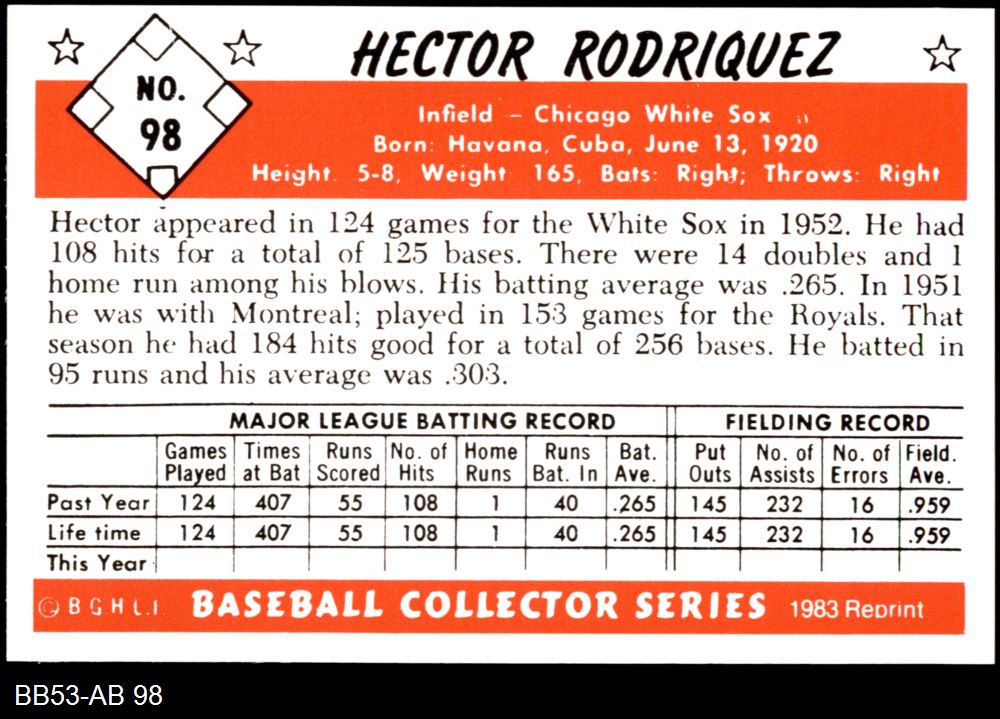 HECTOR RODRIQUEZ
NO.
98
Infield – Chicago White Sox
Born: Havana, Cuba, June 13, 1920
Height. 5-8, Weight 165, Bats: Right; Throws: Right
Hector appeared in 124 games for the White Sox in 1952. He had
108 hits for a total of 125 bases. There were 14 doubles and 1
home run among his blows. His batting average was .265. In 1951
he was with Montreal; played in 153 games for the Royals. That
season he had 184 hits good for a total of 256 bases. He batted in
95 runs and his average was .303.
MAJOR LEAGUE BATTING RECORD FIELDING RECORD
Games Times Runs No. of Home Runs Bat. Put No. of No. of Field.
Played at Bat Scored Hits Runs Bat. In Ave. Outs Assists Errors Ave.
Past Year 124 407 55 108 1 40 .265 145 232 16 .959
Life time 124 407 55 108 1 40 .265 145 232 16 .959
This Year
© B G H L I BASEBALL COLLECTOR SERIES 1983 Reprint
BB53-AB 98